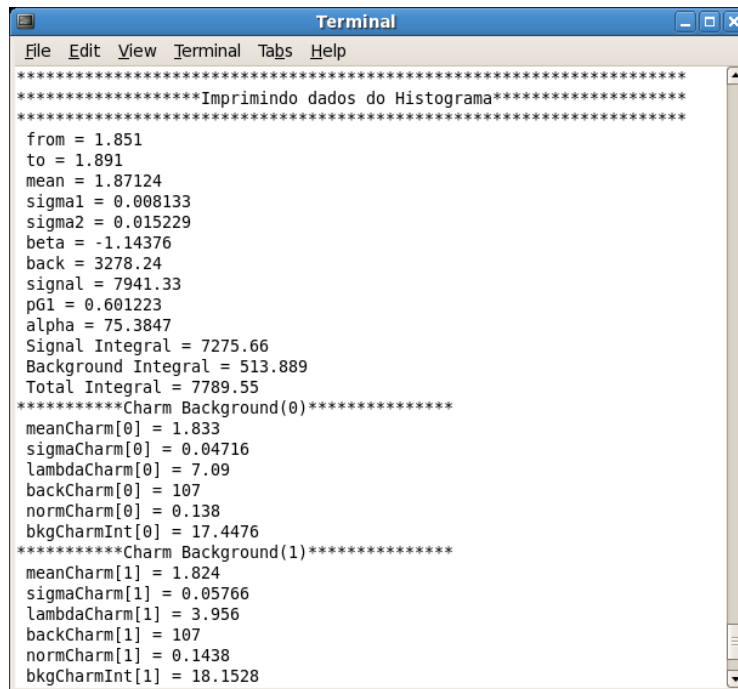 Terminal
File Edit View Terminal Tabs Help
*********************************************************************
*******************Imprimindo dados do Histograma********************
*********************************************************************
from = 1.851
to = 1.891
mean = 1.87124
sigma1 = 0.008133
sigma2 = 0.015229
beta = -1.14376
back = 3278.24
signal = 7941.33
pG1 = 0.601223
alpha = 75.3847
Signal Integral = 7275.66
Background Integral = 513.889
Total Integral = 7789.55
***********Charm Background(0)***************
meanCharm[0] = 1.833
sigmaCharm[0] = 0.04716
lambdaCharm[0] = 7.09
backCharm[0] = 107
normCharm[0] = 0.138
bkgCharmInt[0] = 17.4476
***********Charm Background(1)***************
meanCharm[1] = 1.824
sigmaCharm[1] = 0.05766
lambdaCharm[1] = 3.956
backCharm[1] = 107
normCharm[1] = 0.1438
bkgCharmInt[1] = 18.1528